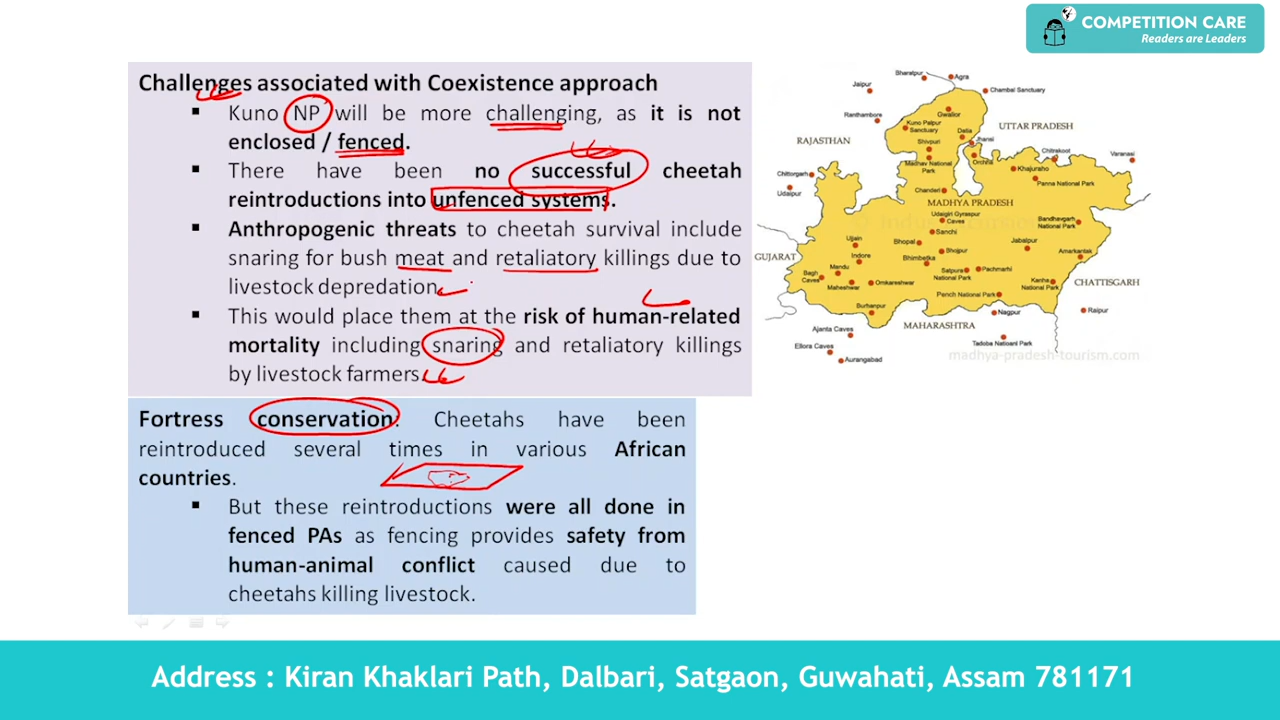 COMPETITION CARE
Readers are Leaders
Challenges associated with Coexistence approach
▪ Kuno NP will be more challenging, as it is not
enclosed / fenced.
▪ There have been no successful cheetah
reintroductions into unfenced systems.
▪ Anthropogenic threats to cheetah survival include
snaring for bush meat and retaliatory killings due to
livestock depredation.
▪ This would place them at the risk of human-related
mortality including snaring and retaliatory killings
by livestock farmers.
Fortress conservation: Cheetahs have been
reintroduced several times in various African
countries.
▪ But these reintroductions were all done in
fenced PAs as fencing provides safety from
human-animal conflict caused due to
cheetahs killing livestock.
Bharatpur
Agra
Jaipur
Chambal Sanctuary
Ranthambore
Gwalior
Kuno Palpur
Sanctuary
UTTAR PRADESH
RAJASTHAN
Datia
Jhansi
Shivpuri
Orchha
Chitrakoot
Varanasi
Madhav National
Park
Khajuraho
Chittorgarh
Panna National Park
Udaipur
Chanderi
MADHYA PRADESH
Udaigiri Gyraspur
Caves
Bandhavgarh
National Park
Sanchi
Ujjain
Bhopal
Jabalpur
GUJARAT
Indore
Bhojpur
Amarkantak
Bhimbetka
Mandu
Satpura
National Park
Pachmarhi
Bagh
Caves
Kanha
National Park
CHATTISGARH
Maheshwar
Omkareshwar
Pench National Park
Burhanpur
Nagpur
Raipur
MAHARASHTRA
Ajanta Caves
Tadoba Natioanl Park
Ellora Caves
Aurangabad
madhya-pradesh-tourism.com
Address : Kiran Khaklari Path, Dalbari, Satgaon, Guwahati, Assam 781171